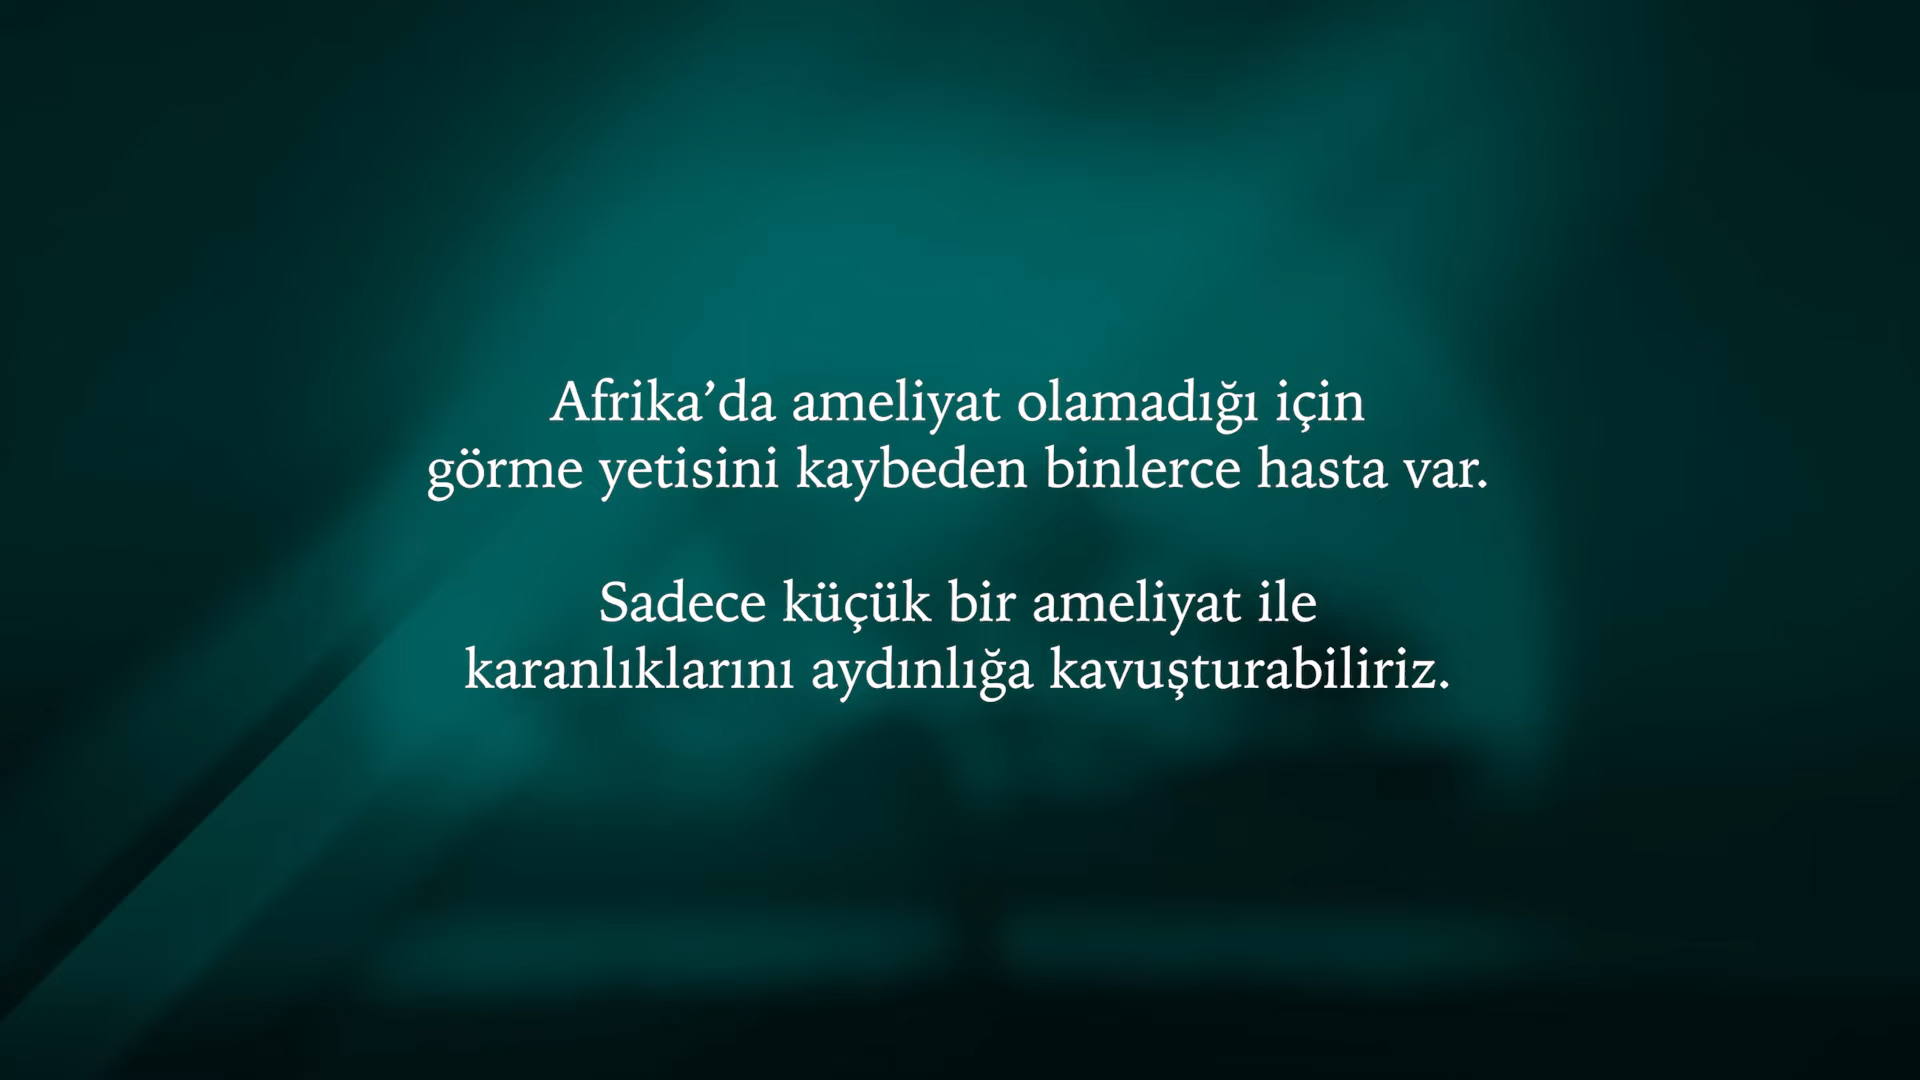 Afrika’da ameliyat olamadığı için
görme yetisini kaybeden binlerce hasta var.
Sadece küçük bir ameliyat ile
karanlıklarını aydınlığa kavuşturabiliriz.